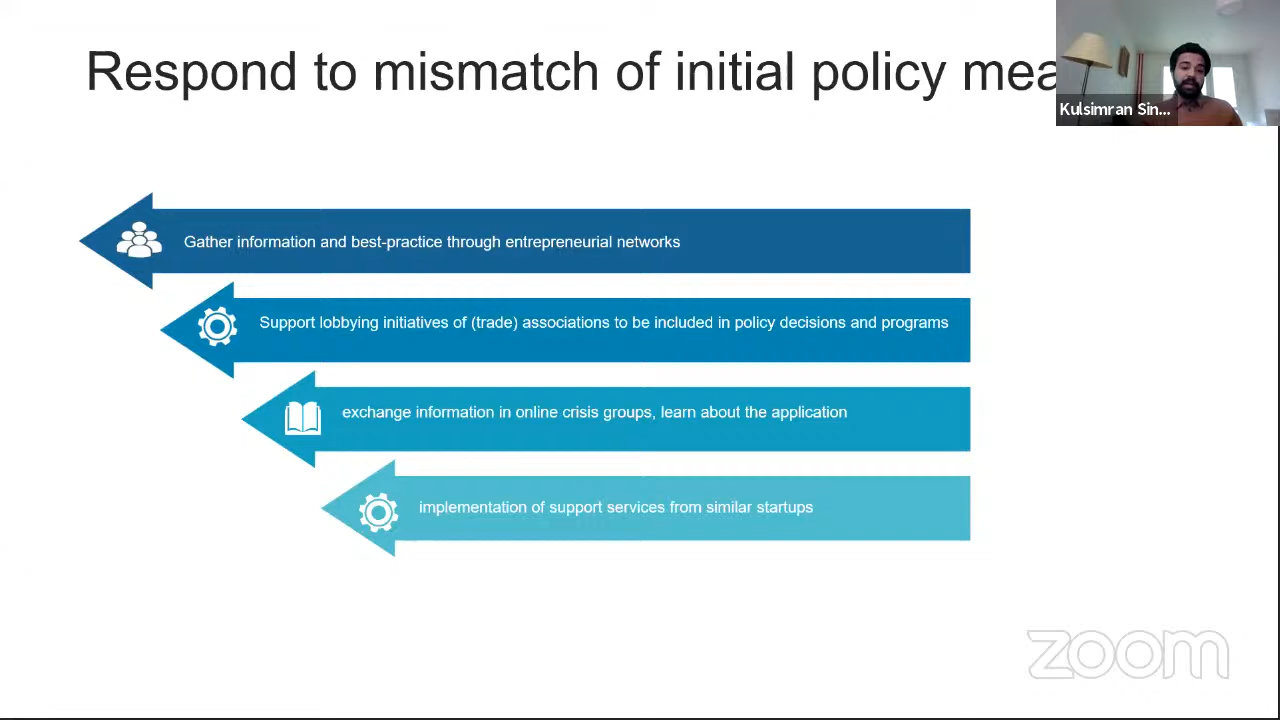 Respond to mismatch of initial policy mea
Kulsimran Sin...
Gather information and best-practice through entrepreneurial networks
Support lobbying initiatives of (trade) associations to be included in policy decisions and programs
exchange information in online crisis groups, learn about the application
implementation of support services from similar startups
zoom